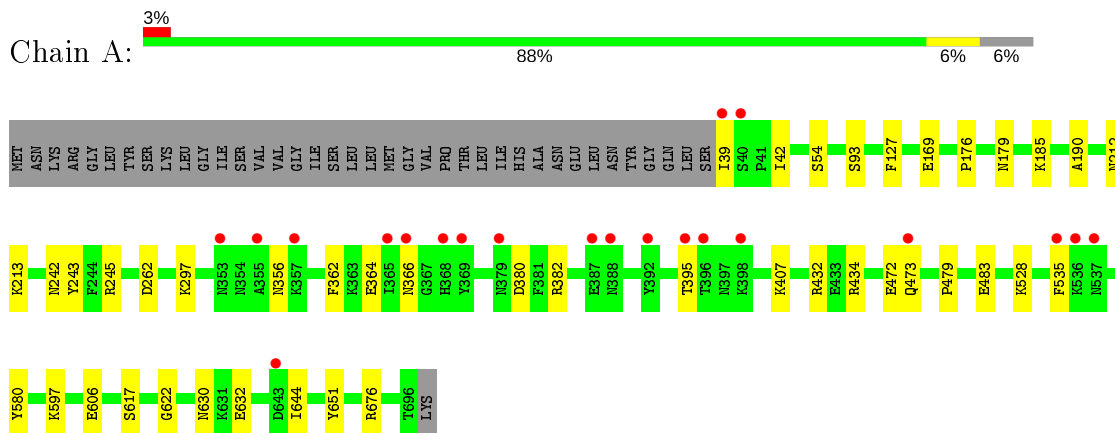 3%
Chain A:
88% 6% 6%
MET ASN LYS ARG GLY LEU TYR SER LYS LEU GLY ILE SER VAL VAL GLY ILE SER LEU LEU MET GLY VAL PRO THR LEU ILE HIS ALA ASN GLU LEU ASN TYR GLY GLN LEU SER I39 S40 P41 I42 S54 S93 F127 E169 P176 N179 K185 A190 N212
K213 N242 Y243 F244 R245 D262 K297 N353 N354 A355 N356 K357 F362 K363 E364 I365 N366 G367 H368 Y369 N379 D380 F381 R382 E387 N388 Y392 T395 T396 N397 K398 K407 R432 E433 R434 E472 Q473 P479 E483 K528 F535 K536 N537
Y580 K597 E606 S617 G622 N630 K631 E632 D643 I644 Y651 R676 T696 LYS